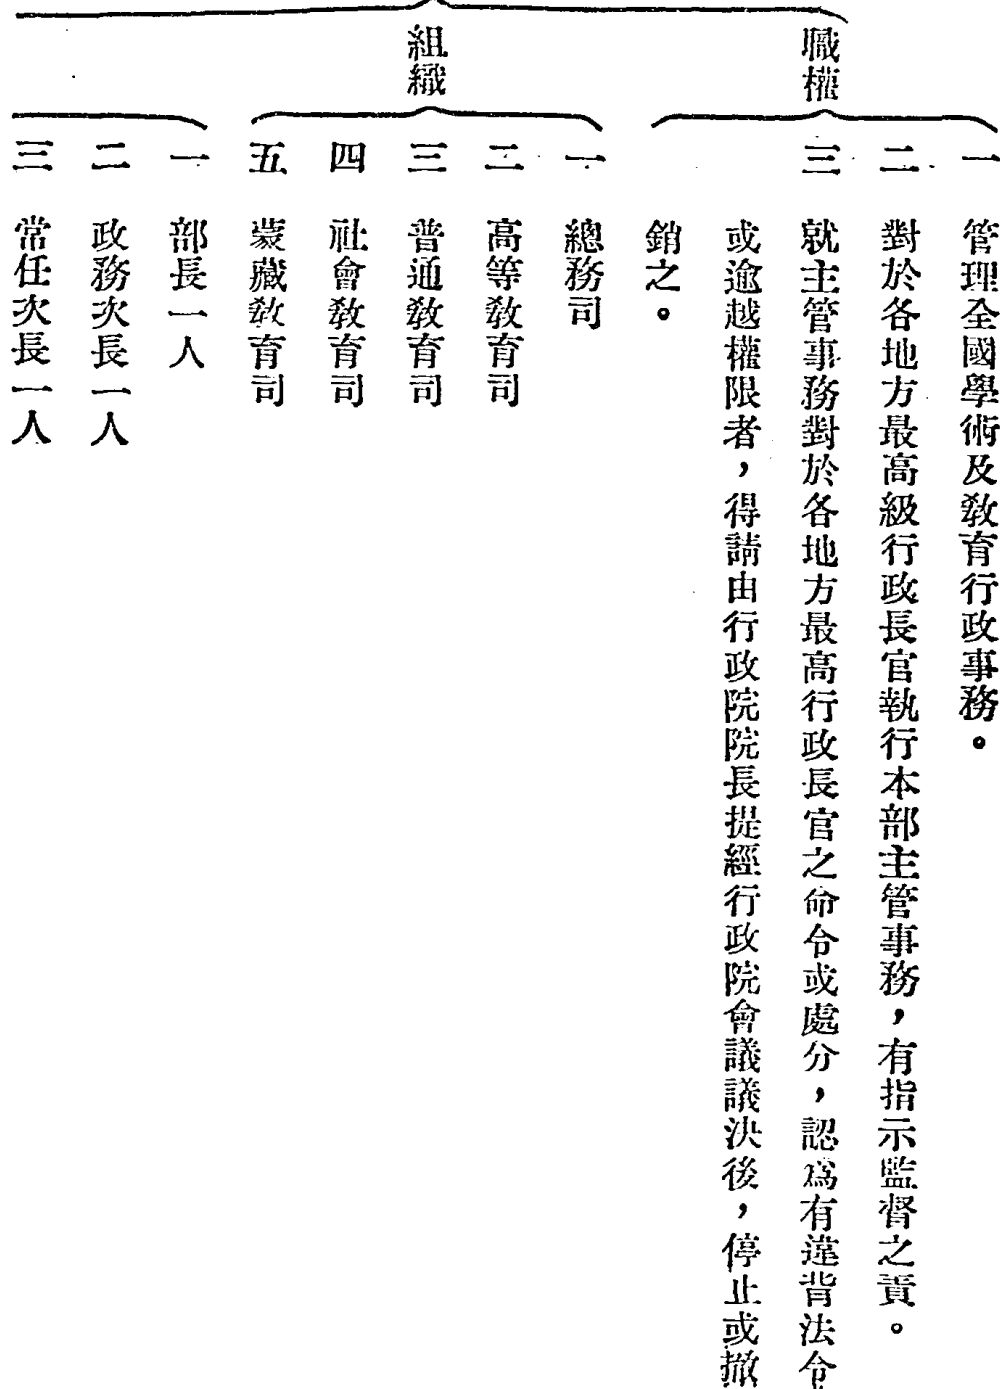 職權
一　管理全國學術及敎育行政事務。
二　對於各地方最高級行政長官執行本部主管事務，有指示監督之責。
三　就主管事務對於各地方最高行政長官之命令或處分，認爲有違背法令
或逾越權限者，得請由行政院院長提經行政院會議議決後，停止或撤
銷之。
組織
一　總務司
二　高等敎育司
三　普通敎育司
四　社會敎育司
五　蒙藏敎育司
一　部長一人
二　政務次長一人
三　常任次長一人